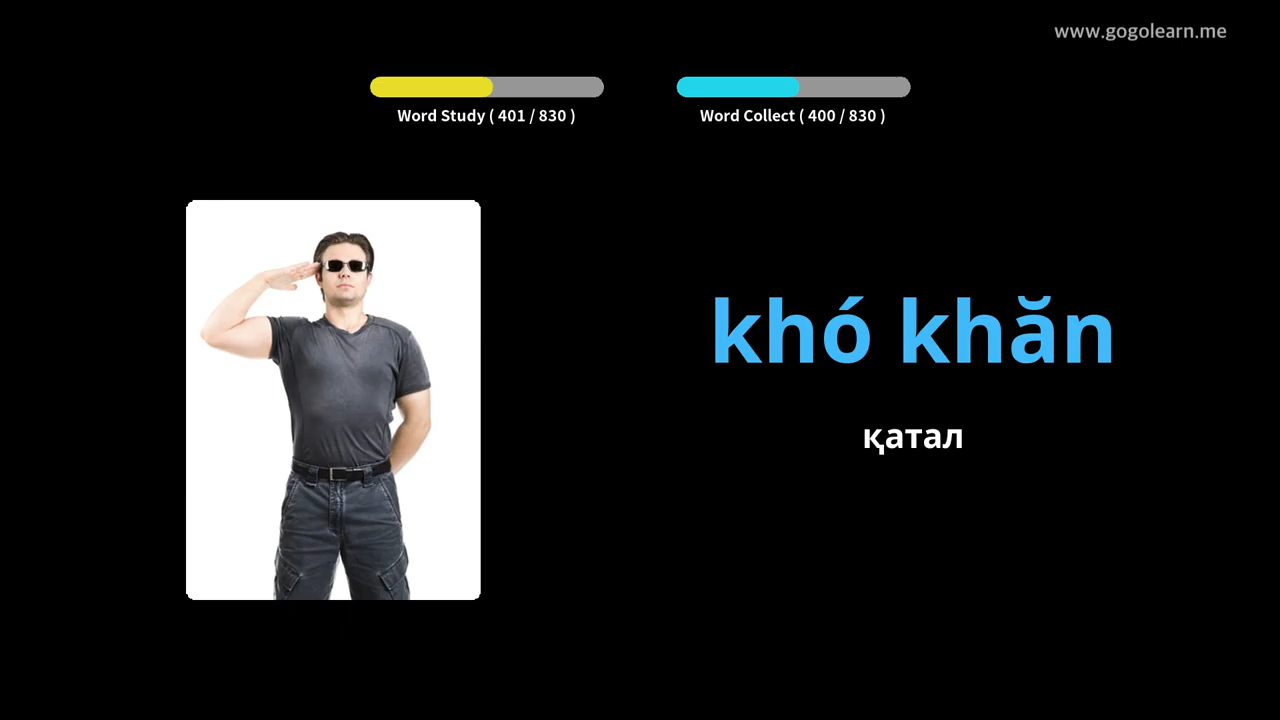 www.gogolearn.me
Word Study ( 401 / 830 )
Word Collect ( 400 / 830 )
khó khăn
қатал